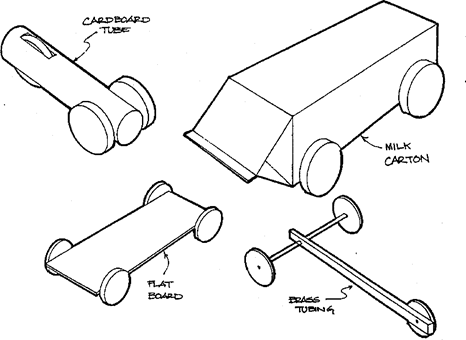 CARDBOARD
TUBE
MILK
CARTON
FLAT
BOARD
BRASS
TUBING